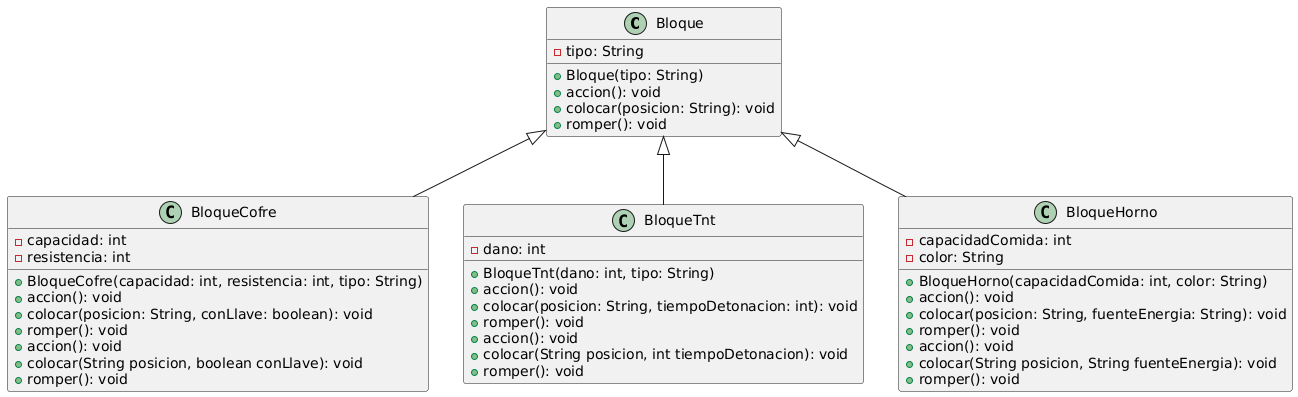 C Bloque
tipo: String
Bloque(tipo: String)
accion(): void
colocar(posicion: String): void
romper(): void
C BloqueCofre
capacidad: int
resistencia: int
BloqueCofre(capacidad: int, resistencia: int, tipo: String)
accion(): void
colocar(posicion: String, conLlave: boolean): void
romper(): void
accion(): void
colocar(String posicion, boolean conLlave): void
romper(): void
C BloqueTnt
dano: int
BloqueTnt(dano: int, tipo: String)
accion(): void
colocar(posicion: String, tiempoDetonacion: int): void
romper(): void
accion(): void
colocar(String posicion, int tiempoDetonacion): void
romper(): void
C BloqueHorno
capacidadComida: int
color: String
BloqueHorno(capacidadComida: int, color: String)
accion(): void
colocar(posicion: String, fuenteEnergia: String): void
romper(): void
accion(): void
colocar(String posicion, String fuenteEnergia): void
romper(): void